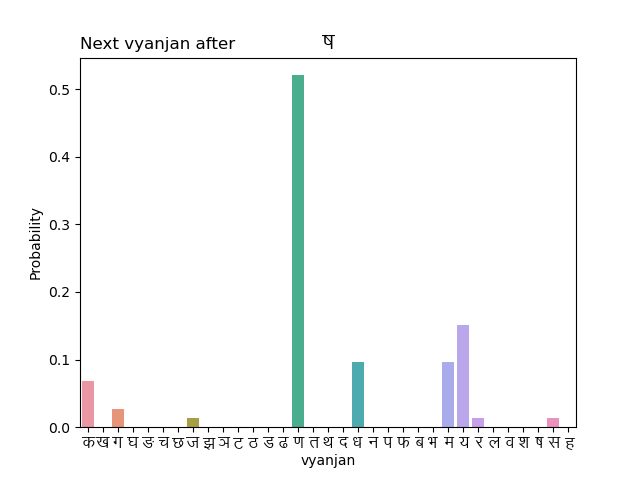 Next vyanjan after ष
0.5
0.4
0.3
0.2
0.1
0.0
Probability
क ख ग घ ङ च छ ज झ ञ ट ठ ड ढ ण त थ द ध न प फ ब भ म य र ल व श ष स ह
vyanjan